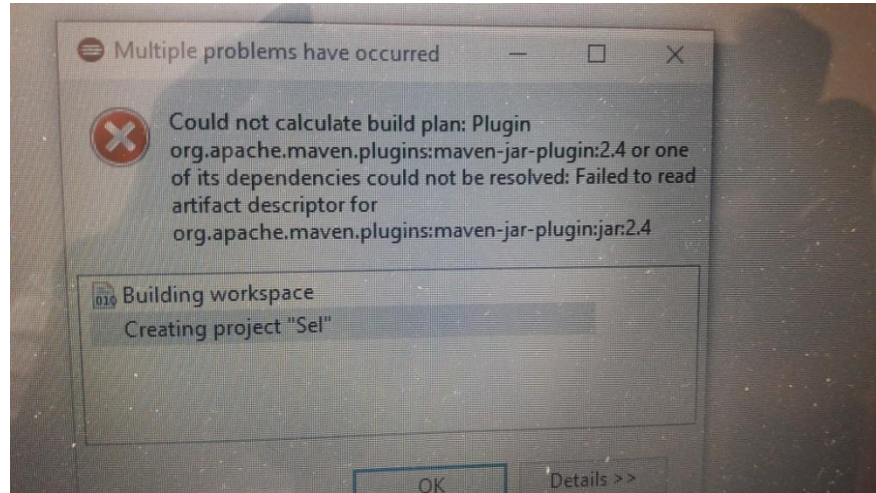 Multiple problems have occurred
Could not calculate build plan: Plugin
org.apache.maven.plugins:maven-jar-plugin:2.4 or one
of its dependencies could not be resolved: Failed to read
artifact descriptor for
org.apache.maven.plugins:maven-jar-plugin:jar:2.4
010
Building workspace
Creating project "Sel"
OK
Details >>